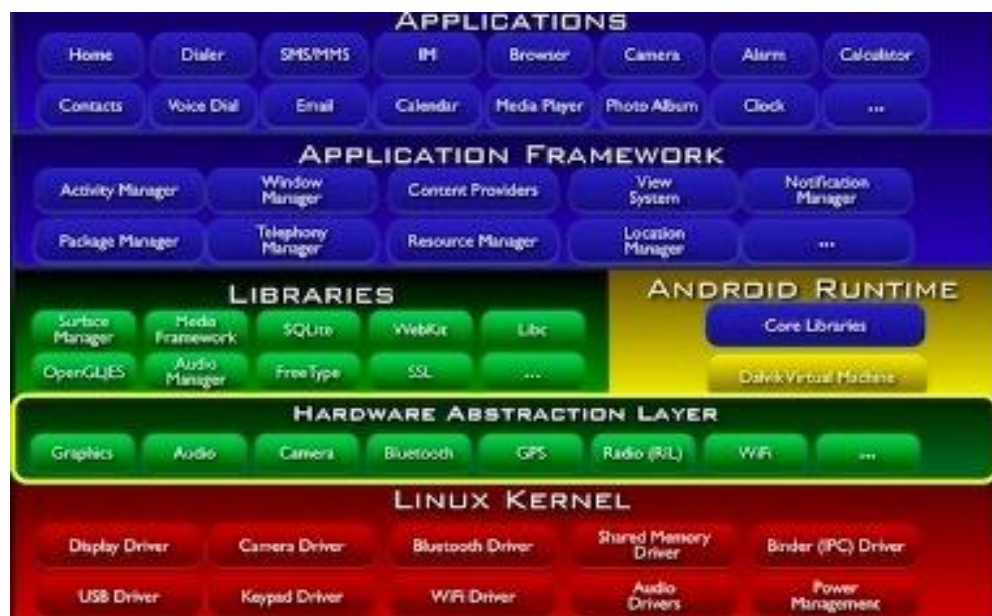 APPLICATIONS
Home Dialer SMS/MMS IM Browser Camera Alarm Calculator
Contacts Voice Dial Email Calendar Media Player Photo Album Clock ...
APPLICATION FRAMEWORK
Activity Manager Window Manager Content Providers View System Notification Manager
Package Manager Telephony Manager Resource Manager Location Manager ...
LIBRARIES
Surface Manager Media Framework SQLite WebKit Libc
OpenGL|ES Audio Manager FreeType SSL ...
ANDROID RUNTIME
Core Libraries
Dalvik Virtual Machine
HARDWARE ABSTRACTION LAYER
Graphics Audio Camera Bluetooth GPS Radio (RIL) WiFi ...
LINUX KERNEL
Display Driver Camera Driver Bluetooth Driver Shared Memory Driver Binder (IPC) Driver
USB Driver Keypad Driver WiFi Driver Audio Drivers Power Management